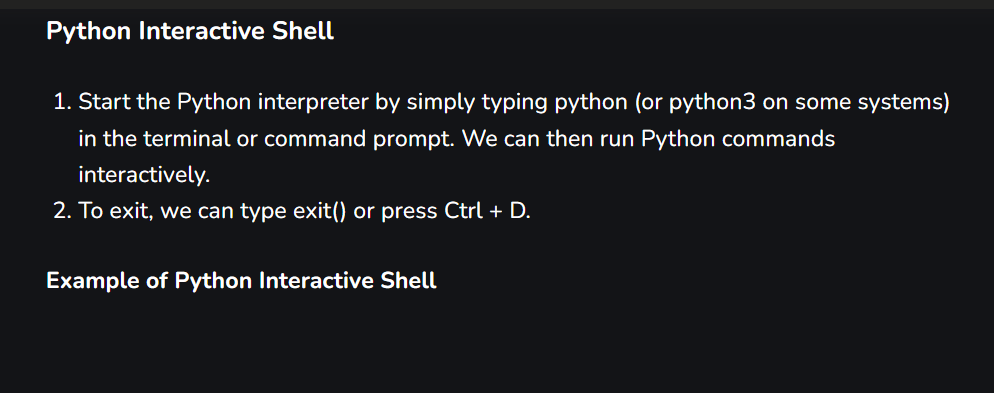 Python Interactive Shell
1. Start the Python interpreter by simply typing python (or python3 on some systems)
in the terminal or command prompt. We can then run Python commands
interactively.
2. To exit, we can type exit() or press Ctrl + D.
Example of Python Interactive Shell